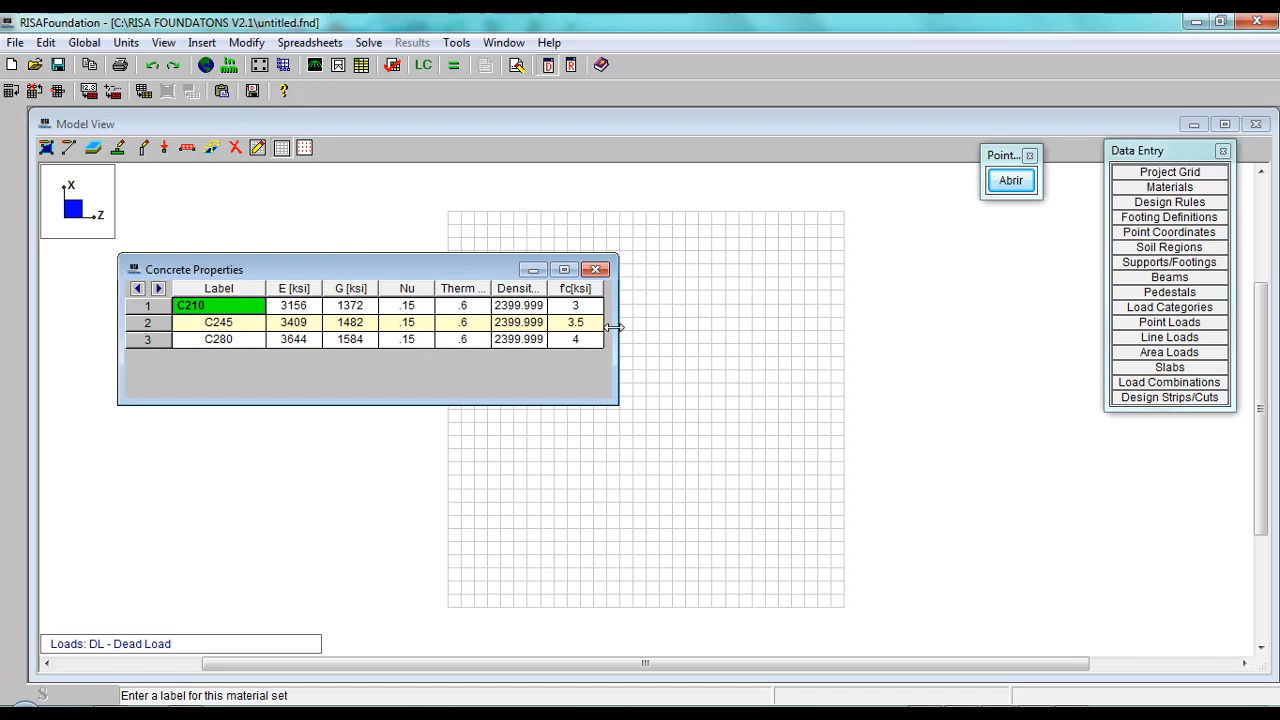 RISAFoundation - [C:\RISA FOUNDATONS V2.1\untitled.fnd]
File Edit Global Units View Insert Modify Spreadsheets Solve Results Tools Window Help
LC D R
Model View
X
Z
Point...
Abrir
Data Entry
Project Grid
Materials
Design Rules
Footing Definitions
Point Coordinates
Soil Regions
Supports/Footings
Beams
Pedestals
Load Categories
Point Loads
Line Loads
Area Loads
Slabs
Load Combinations
Design Strips/Cuts
Concrete Properties
Label E [ksi] G [ksi] Nu Therm ... Densit... f'c[ksi]
1 C210 3156 1372 .15 .6 2399.999 3
2 C245 3409 1482 .15 .6 2399.999 3.5
3 C280 3644 1584 .15 .6 2399.999 4
Loads: DL - Dead Load
S Enter a label for this material set